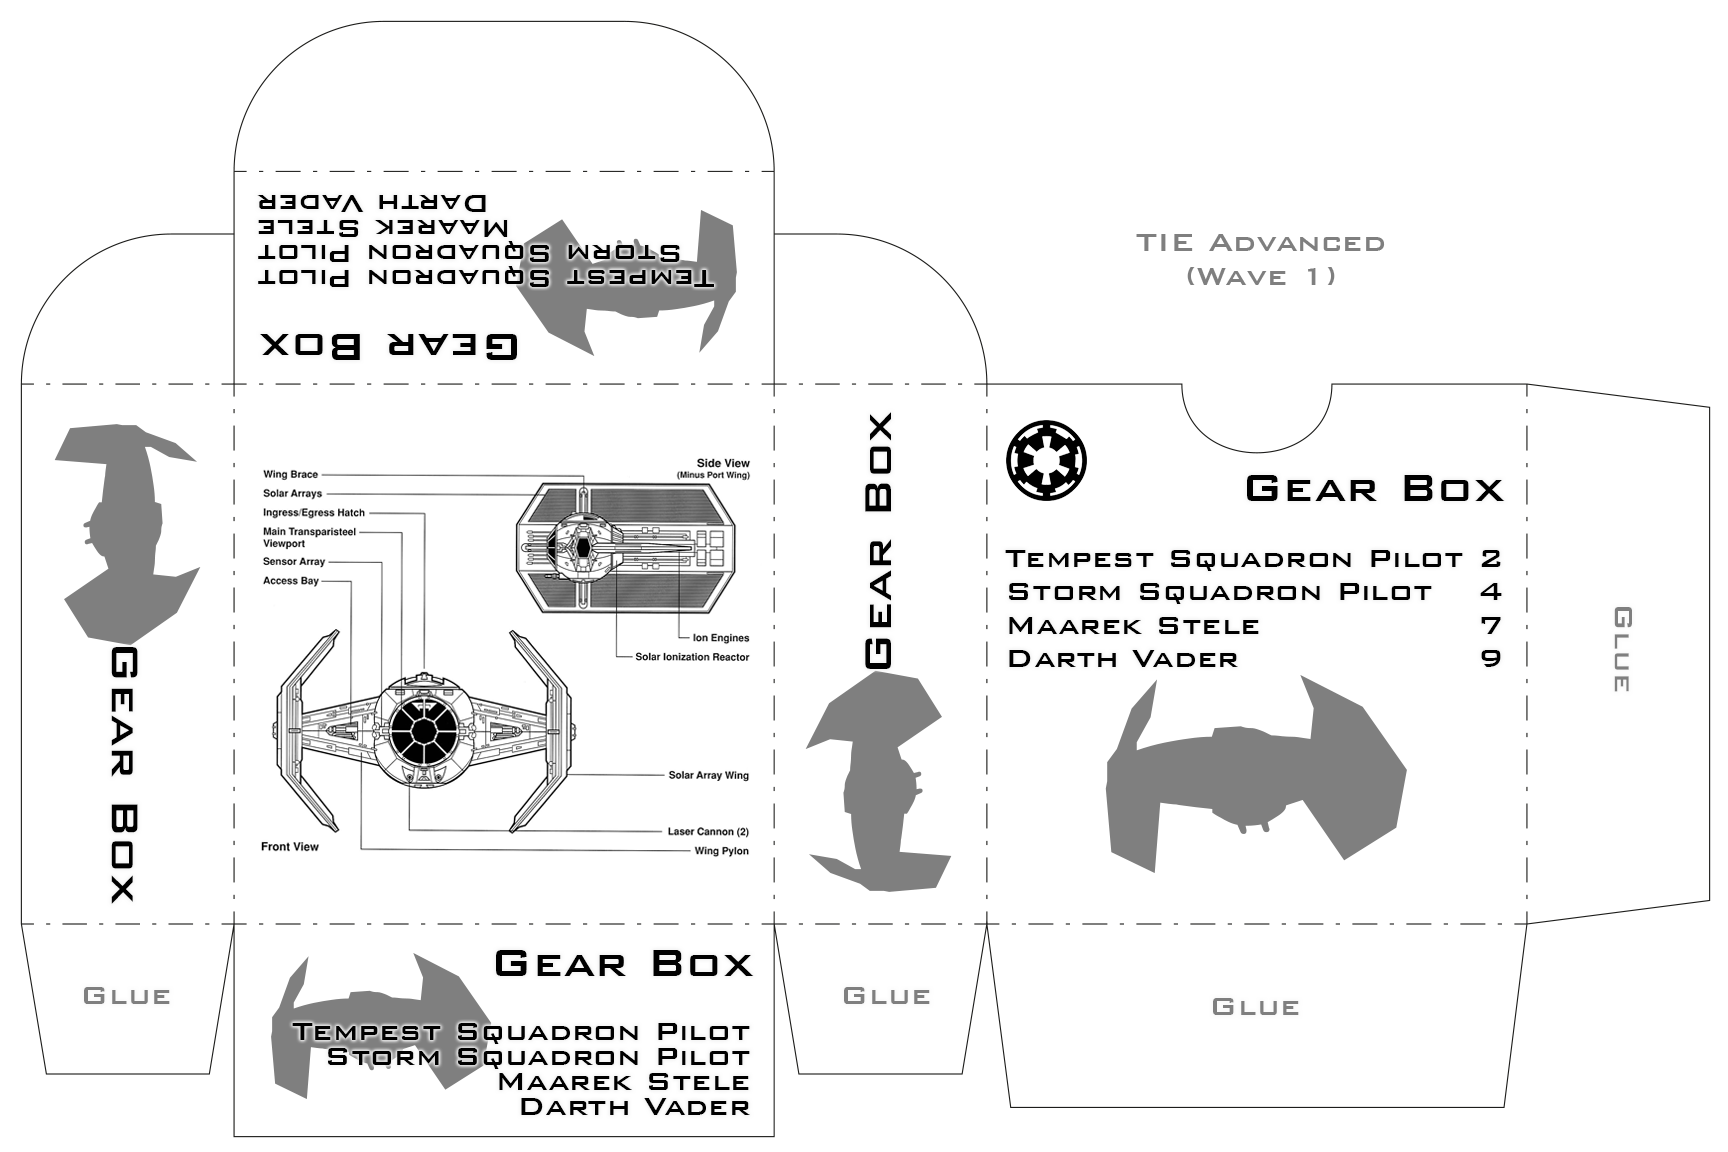 DARTH VADER
MAAREK STELE
STORM SQUADRON PILOT
TEMPEST SQUADRON PILOT
GEAR BOX
TIE ADVANCED
(WAVE 1)
GEAR BOX
Wing Brace
Solar Arrays
Ingress/Egress Hatch
Main Transparisteel
Viewport
Sensor Array
Access Bay
Side View
(Minus Port Wing)
Ion Engines
Solar Ionization Reactor
Solar Array Wing
Laser Cannon (2)
Wing Pylon
Front View
GEAR BOX
GEAR BOX
TEMPEST SQUADRON PILOT 2
STORM SQUADRON PILOT 4
MAAREK STELE 7
DARTH VADER 9
GLUE
GLUE
GEAR BOX
TEMPEST SQUADRON PILOT
STORM SQUADRON PILOT
MAAREK STELE
DARTH VADER
GLUE
GLUE